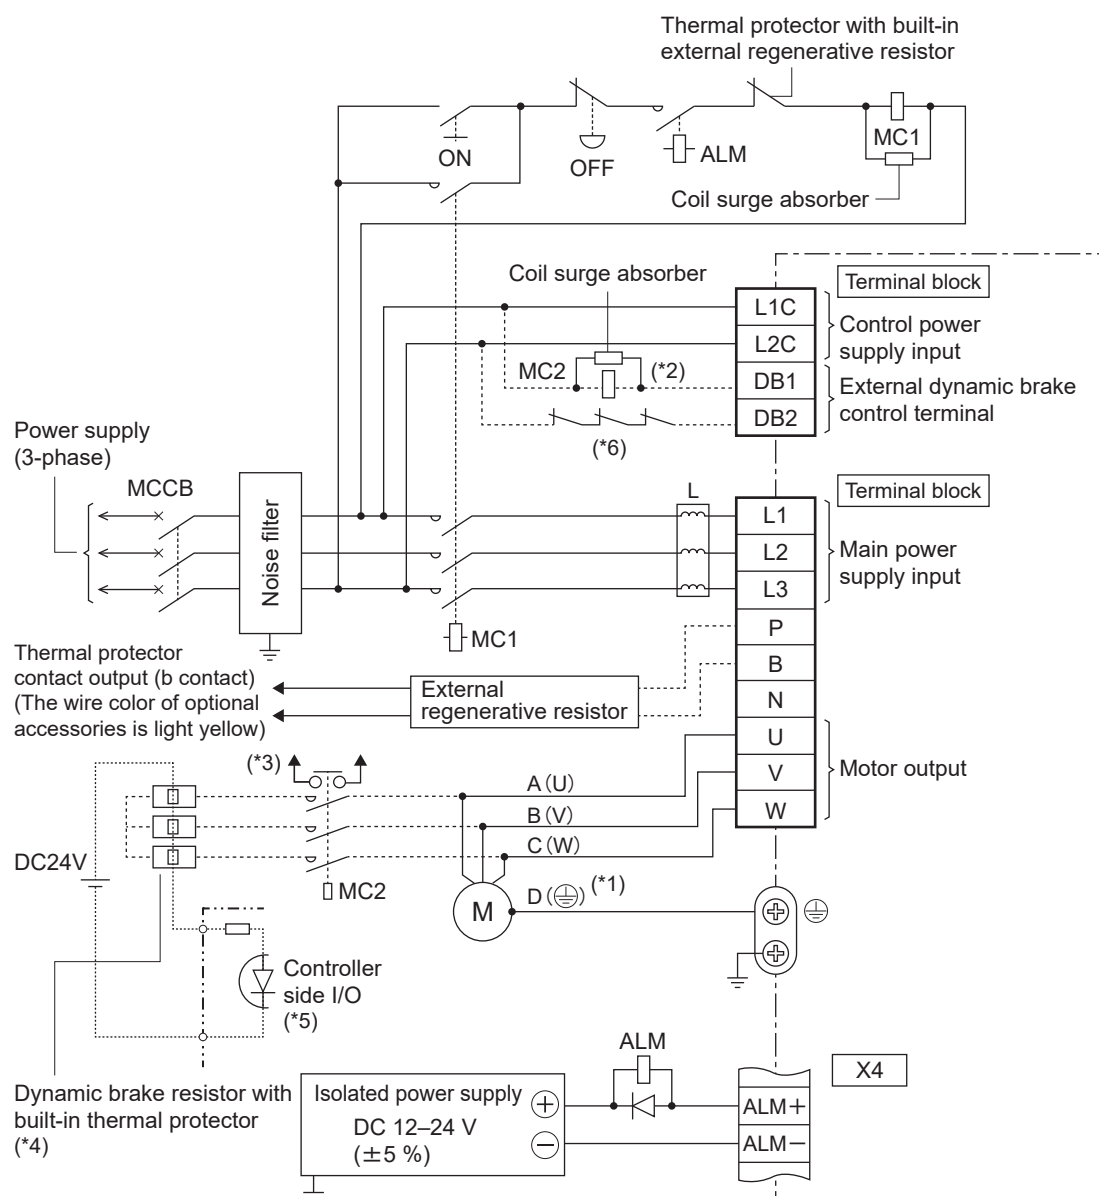 Thermal protector with built-in
external regenerative resistor
ON
OFF
ALM
MC1
Coil surge absorber
Coil surge absorber
Terminal block
L1C
L2C
DB1
DB2
Control power
supply input
External dynamic brake
control terminal
MC2
(*2)
(*6)
Power supply
(3-phase)
MCCB
Noise filter
L
Terminal block
L1
L2
L3
P
B
N
U
V
W
Main power
supply input
Motor output
MC1
Thermal protector
contact output (b contact)
(The wire color of optional
accessories is light yellow)
External
regenerative resistor
(*3)
A (U)
B (V)
C (W)
D (⏚) (*1)
DC24V
MC2
M
Controller
side I/O
(*5)
Dynamic brake resistor with
built-in thermal protector
(*4)
ALM
X4
Isolated power supply
DC 12–24 V
(±5 %)
+
−
ALM+
ALM−